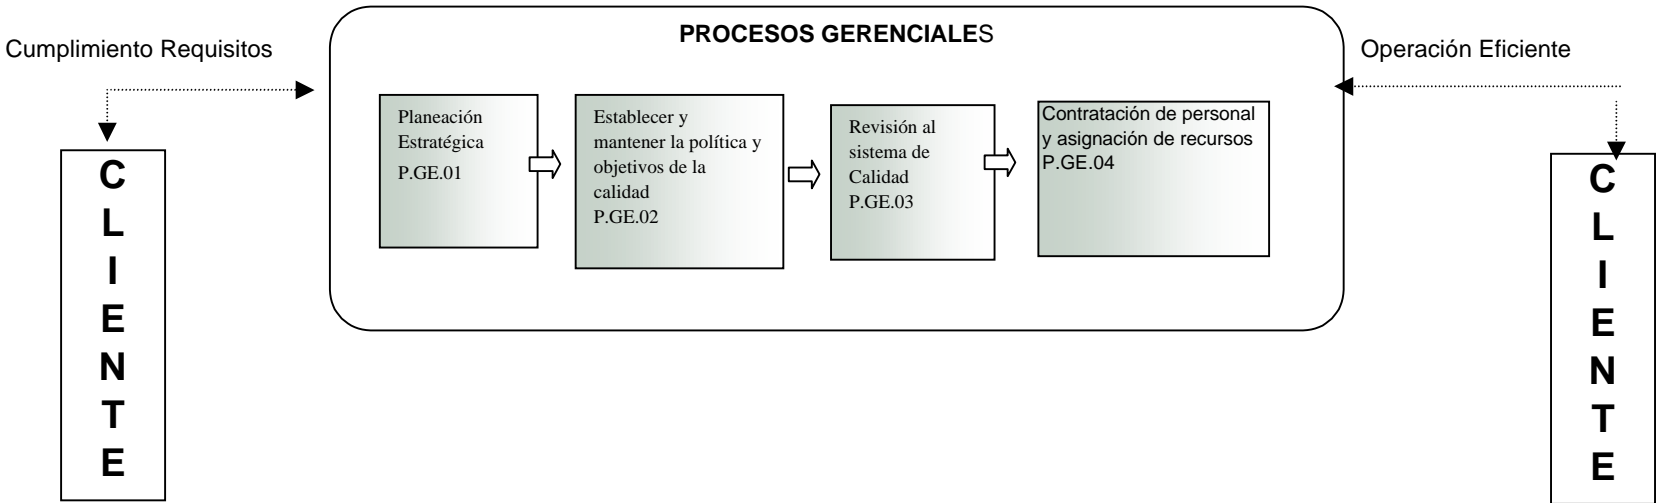 PROCESOS GERENCIALES
Cumplimiento Requisitos
Operación Eficiente
Planeación
Estratégica
P.GE.01
Establecer y
mantener la política y
objetivos de la
calidad
P.GE.02
Revisión al
sistema de
Calidad
P.GE.03
Contratación de personal
y asignación de recursos
P.GE.04
C
L
I
E
N
T
E
C
L
I
E
N
T
E